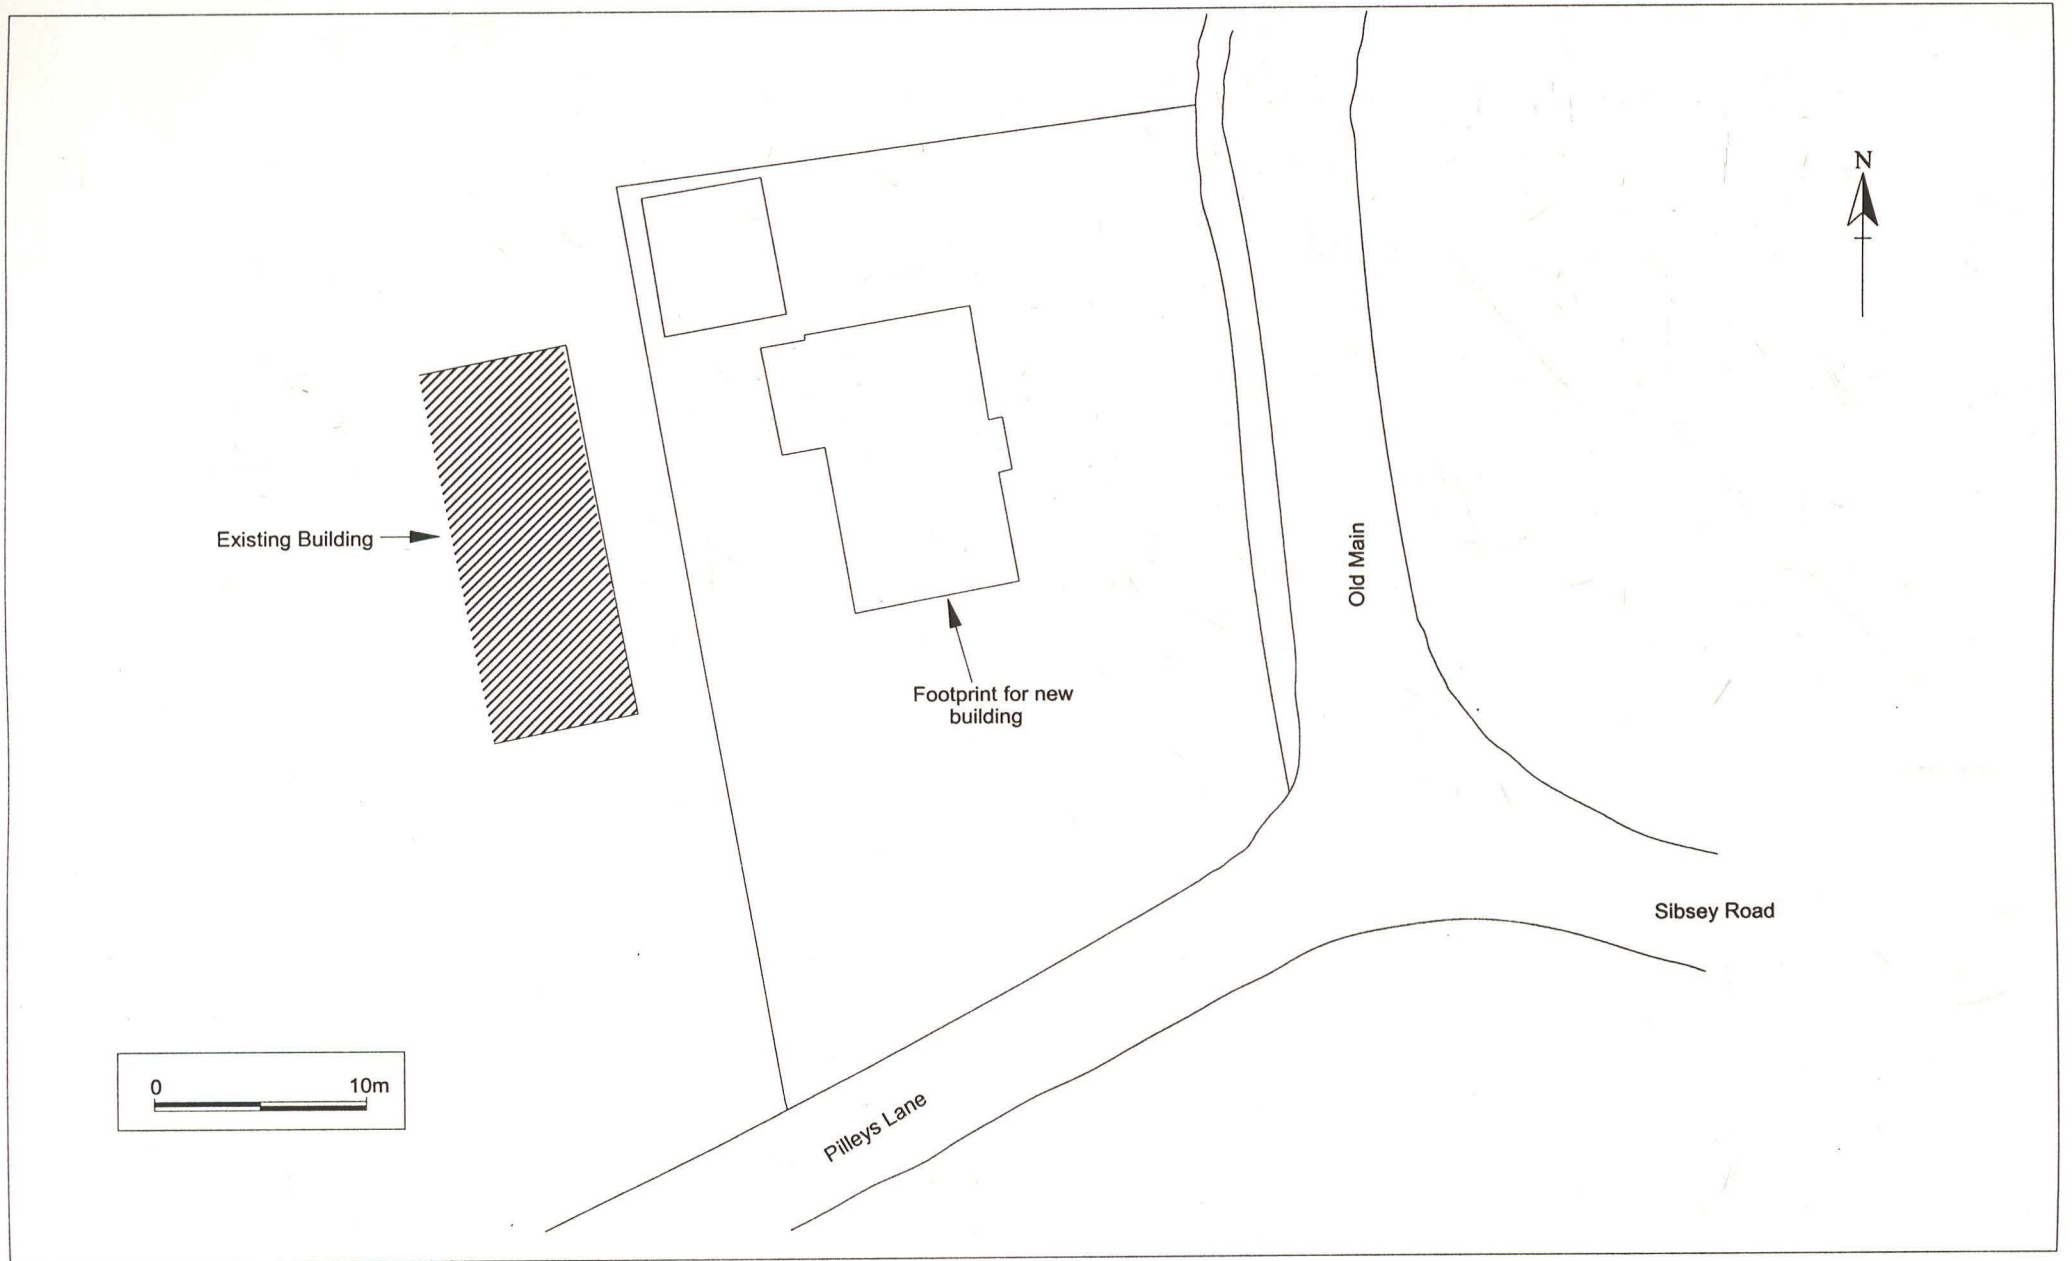 N
Existing Building
Old Main
Footprint for new
building
Sibsey Road
0 10m
Pilleys Lane